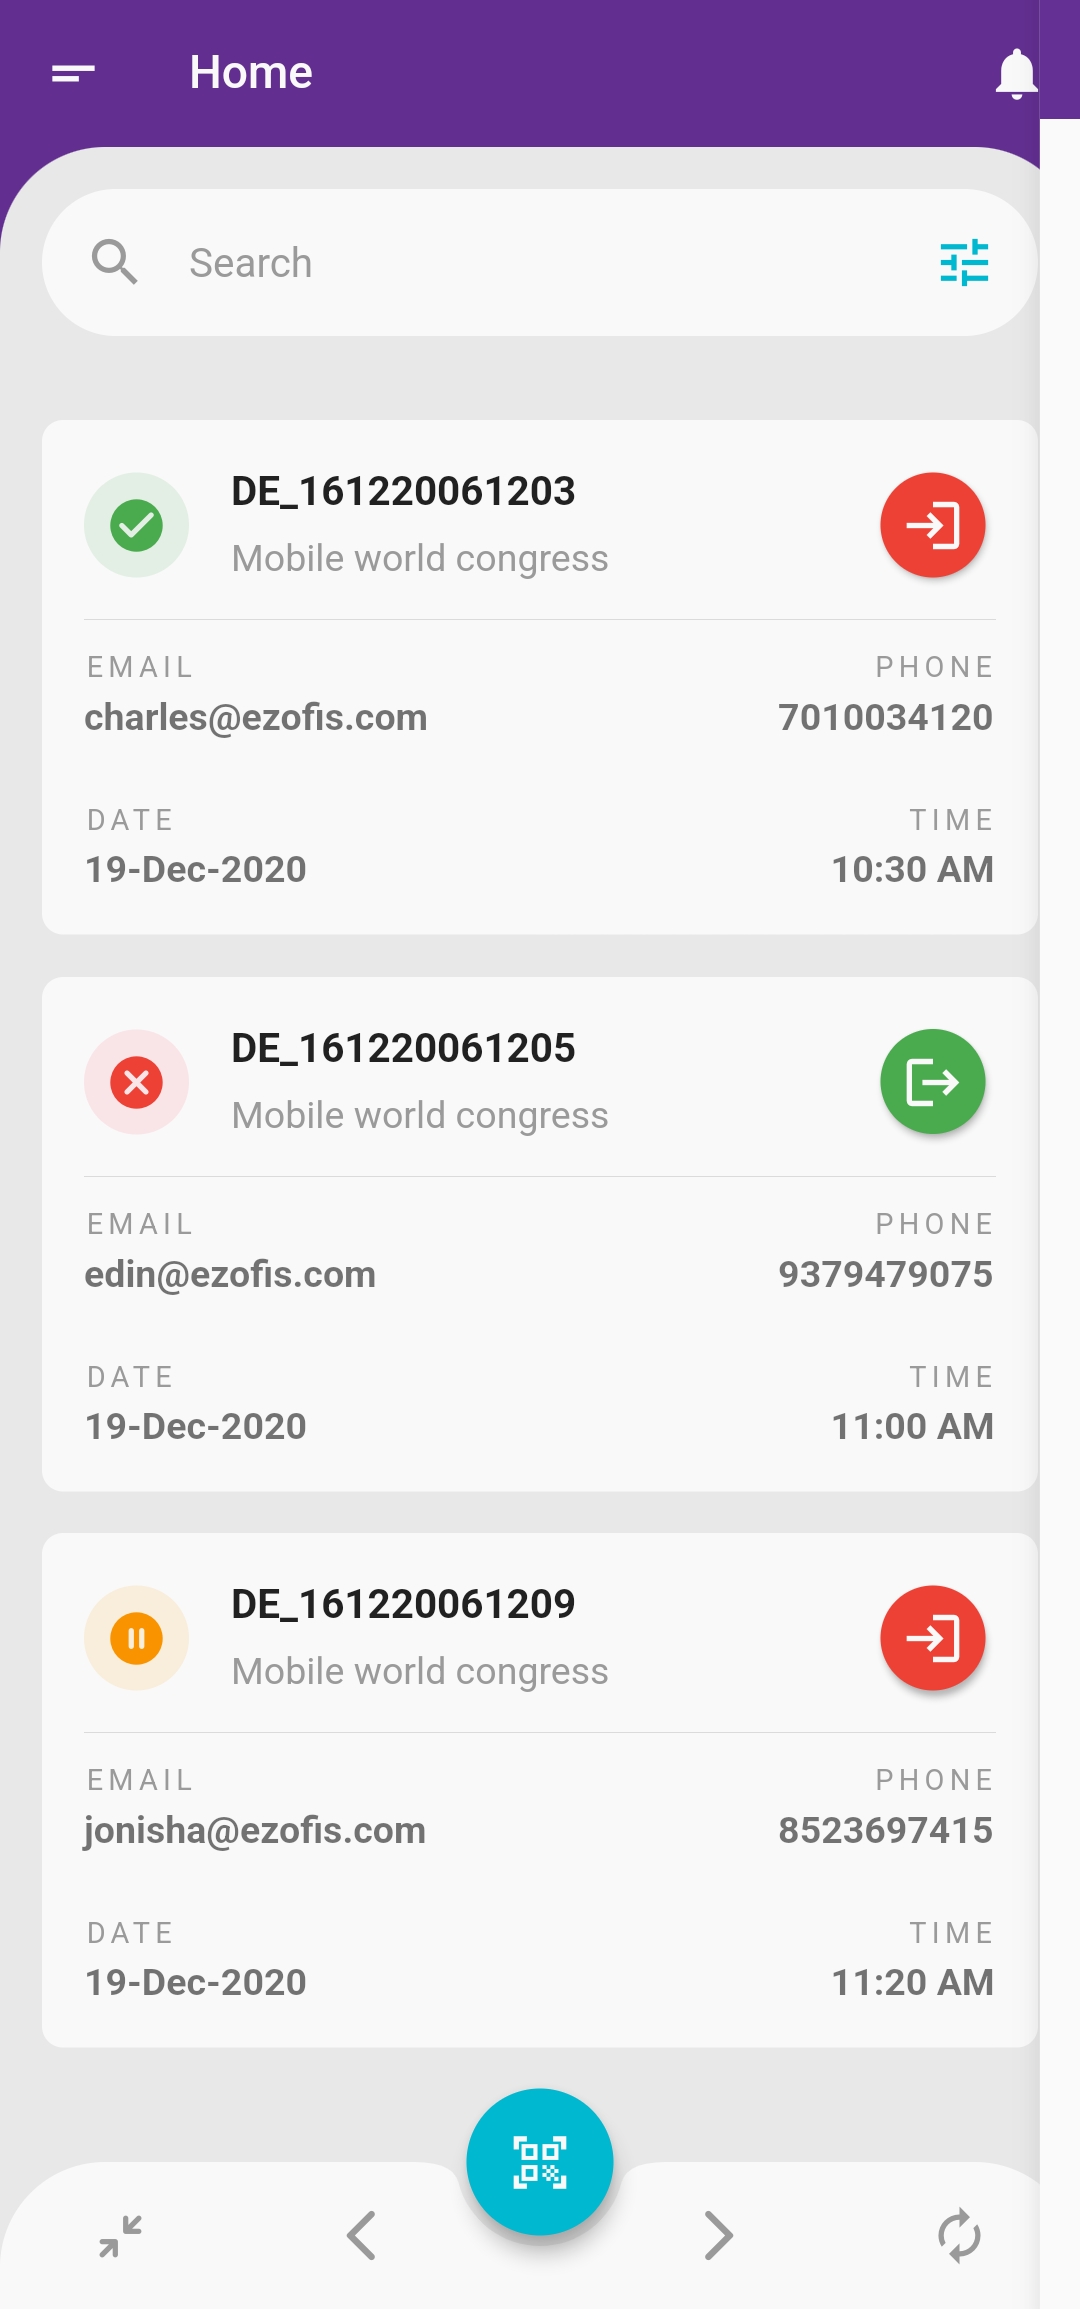 Home
Search
DE_161220061203
Mobile world congress
EMAIL PHONE
charles@ezofis.com 7010034120
DATE TIME
19-Dec-2020 10:30 AM
DE_161220061205
Mobile world congress
EMAIL PHONE
edin@ezofis.com 9379479075
DATE TIME
19-Dec-2020 11:00 AM
DE_161220061209
Mobile world congress
EMAIL PHONE
jonisha@ezofis.com 8523697415
DATE TIME
19-Dec-2020 11:20 AM